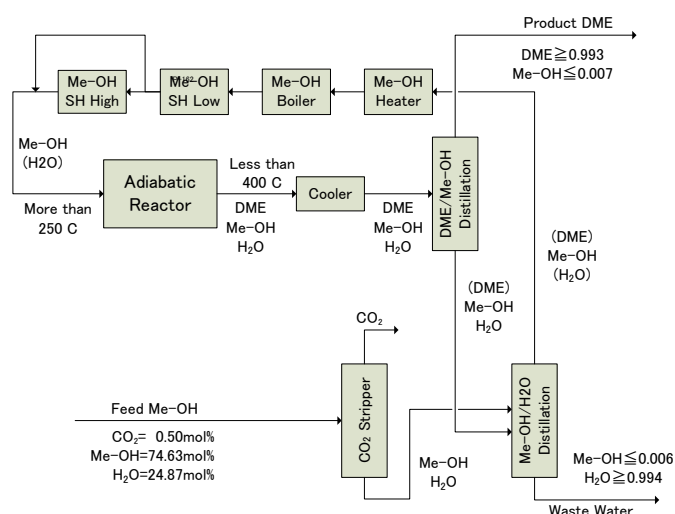 Product DME
DME≧0.993
Me-OH≦0.007
Me-OH
SH High
Me-OH
SH Low
Me-OH
Boiler
Me-OH
Heater
Me-OH
(H2O)
More than
250 C
Adiabatic
Reactor
Less than
400 C
DME
Me-OH
H₂O
Cooler
DME
Me-OH
H₂O
DME/Me-OH
Distillation
(DME)
Me-OH
(H₂O)
(DME)
Me-OH
H₂O
CO₂
CO₂ Stripper
Feed Me-OH
CO₂= 0.50mol%
Me-OH=74.63mol%
H₂O=24.87mol%
Me-OH
H₂O
Me-OH/H2O
Distillation
Me-OH≦0.006
H₂O≧0.994
Waste Water